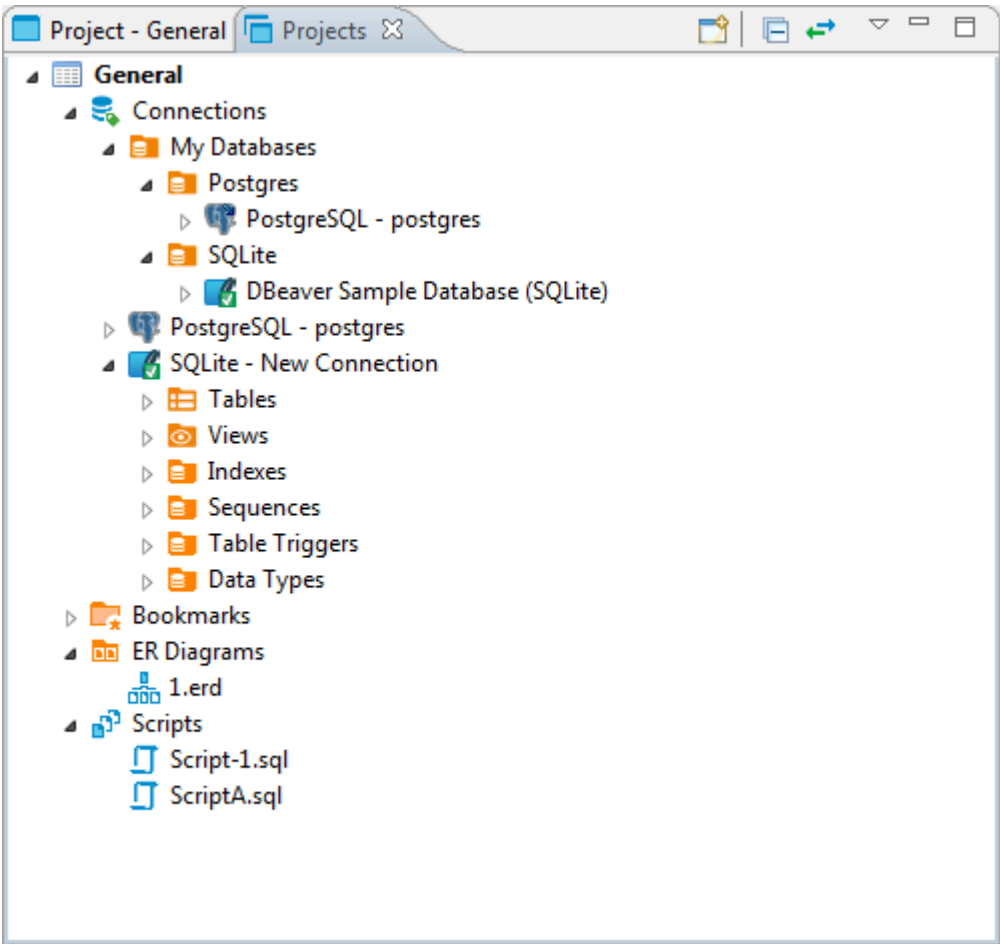 Project - General Projects
General
Connections
My Databases
Postgres
PostgreSQL - postgres
SQLite
DBeaver Sample Database (SQLite)
PostgreSQL - postgres
SQLite - New Connection
Tables
Views
Indexes
Sequences
Table Triggers
Data Types
Bookmarks
ER Diagrams
1.erd
Scripts
Script-1.sql
ScriptA.sql